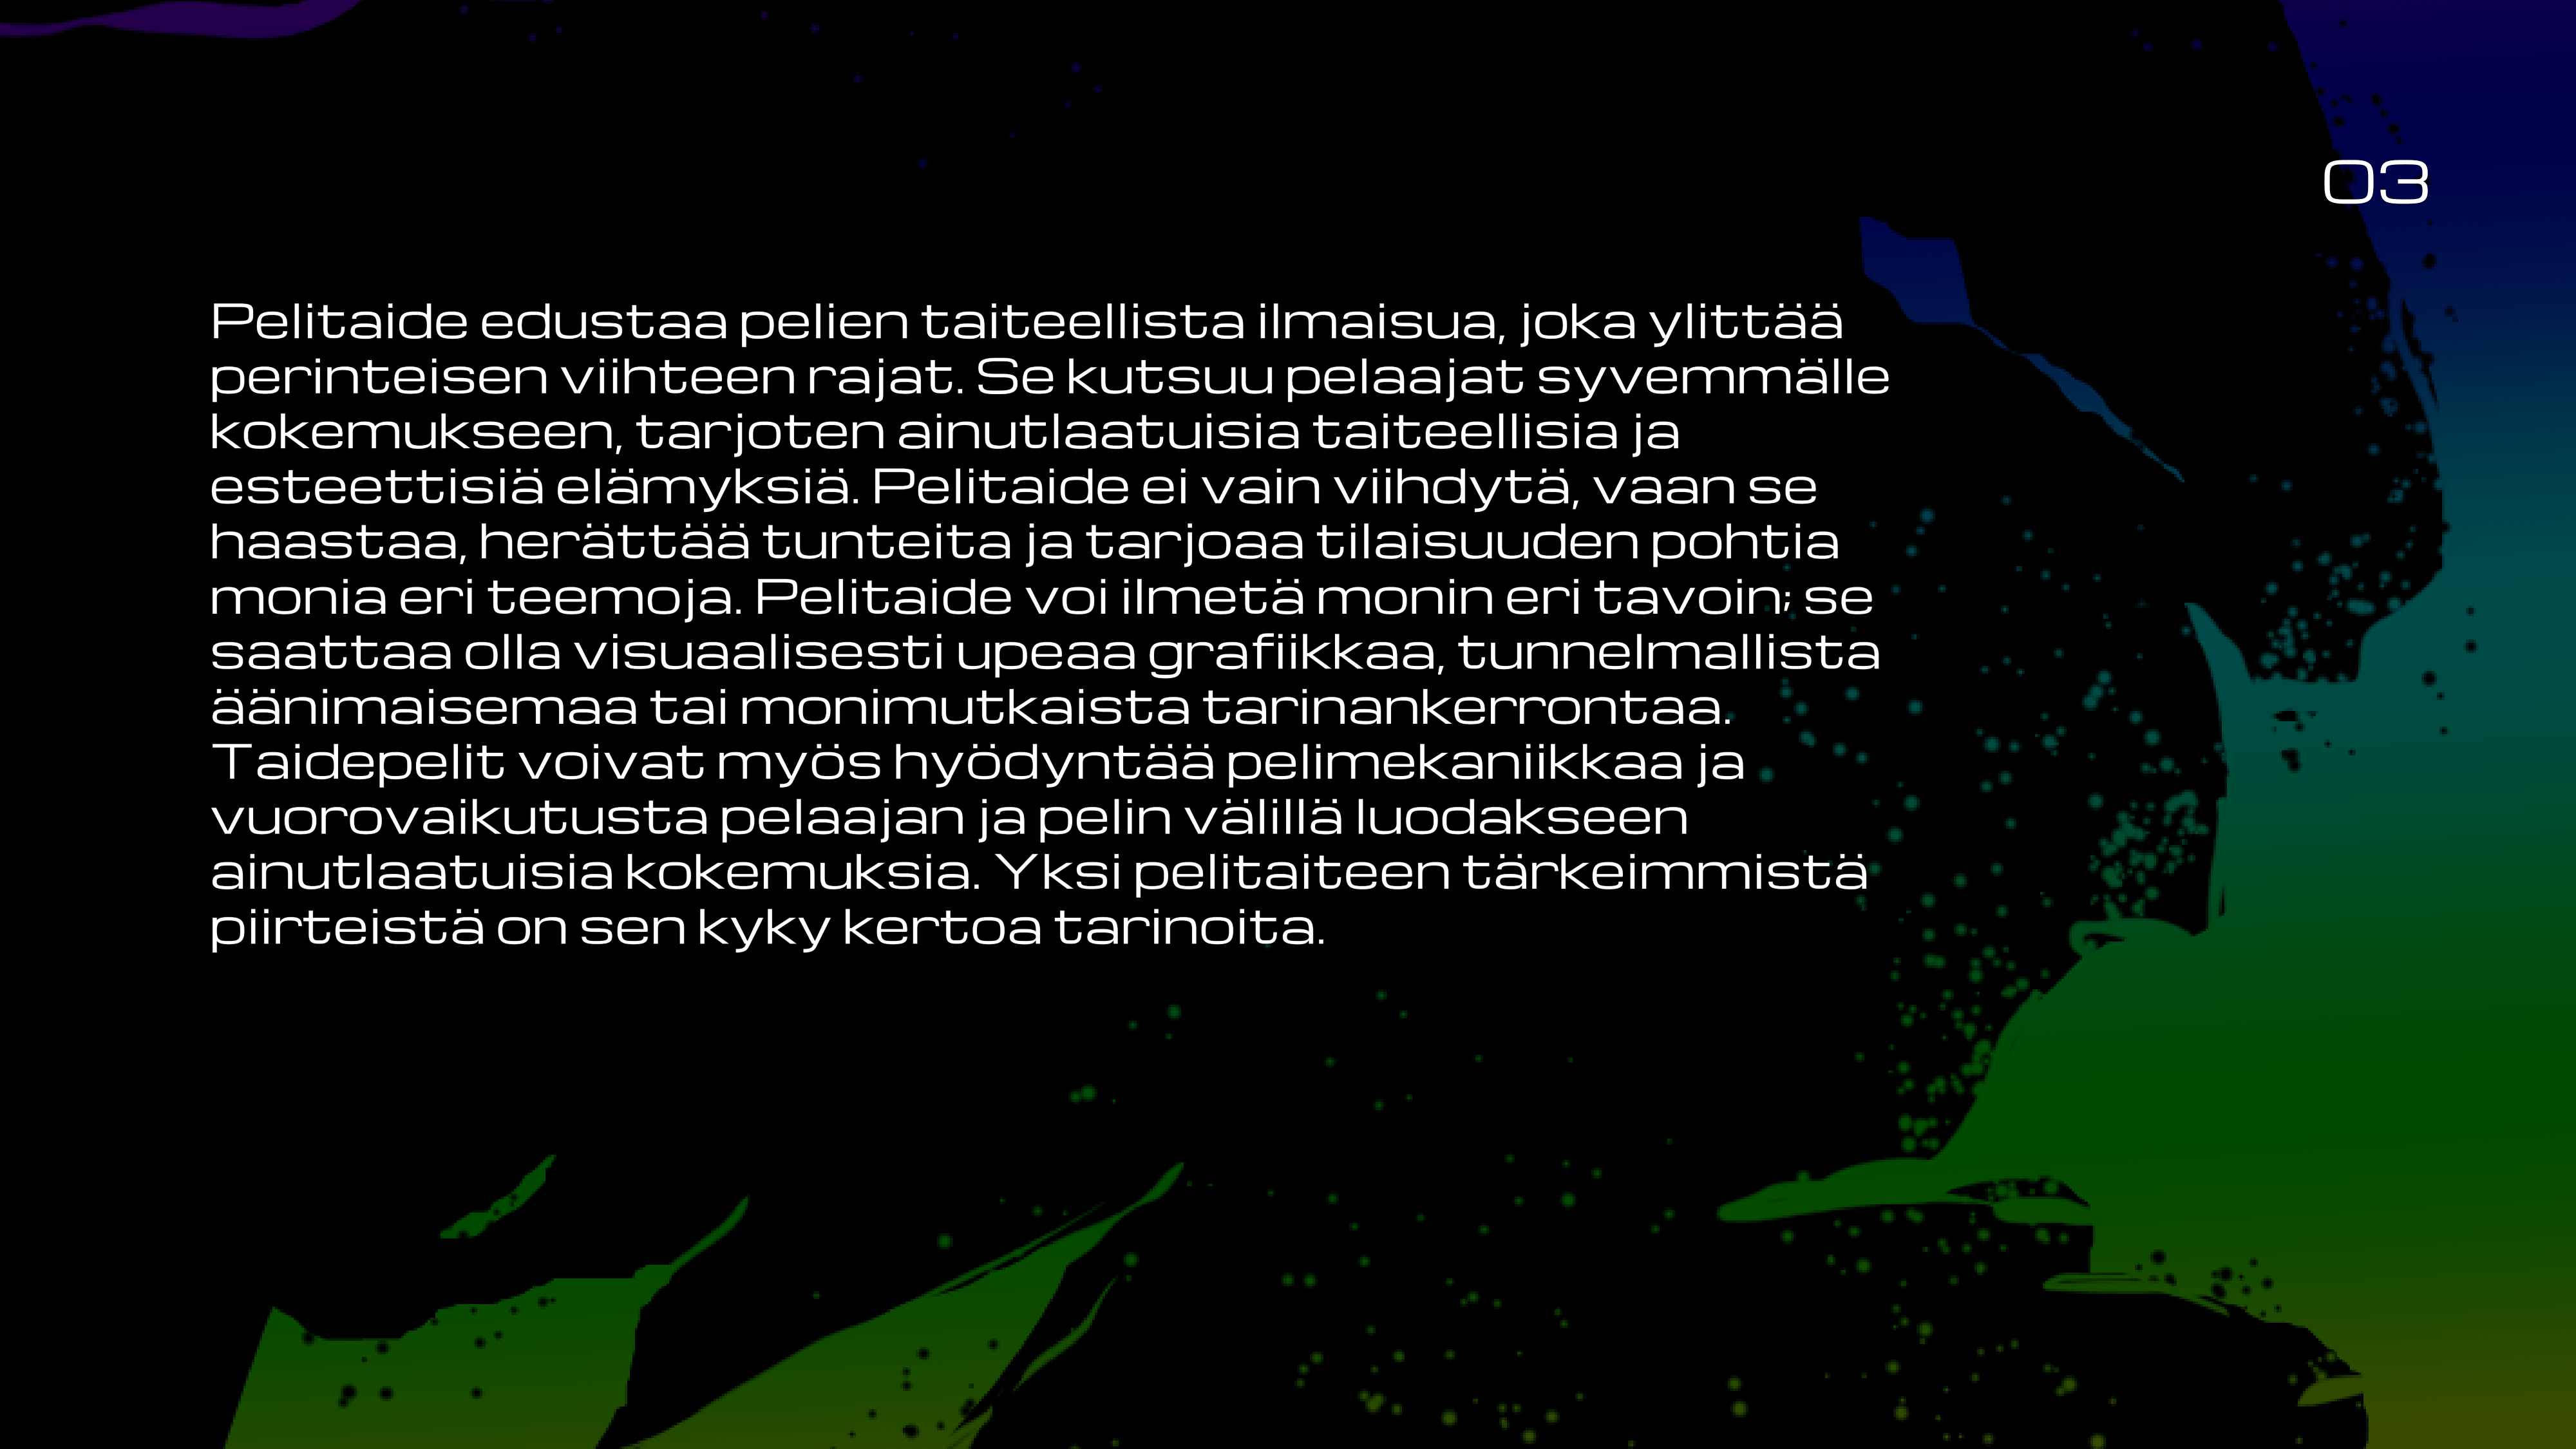 03
Pelitaide edustaa pelien taiteellista ilmaisua, joka ylittää
perinteisen viihteen rajat. Se kutsuu pelaajat syvemmälle
kokemukseen, tarjoten ainutlaatuisia taiteellisia ja
esteettisiä elämyksiä. Pelitaide ei vain viihdytä, vaan se
haastaa, herättää tunteita ja tarjoaa tilaisuuden pohtia
monia eri teemoja. Pelitaide voi ilmetä monin eri tavoin; se
saattaa olla visuaalisesti upeaa grafiikkaa, tunnelmallista
äänimaisemaa tai monimutkaista tarinankerrontaa.
Taidepelit voivat myös hyödyntää pelimekaniikkaa ja
vuorovaikutusta pelaajan ja pelin välillä luodakseen
ainutlaatuisia kokemuksia. Yksi pelitaiteen tärkeimmistä
piirteistä on sen kyky kertoa tarinoita.